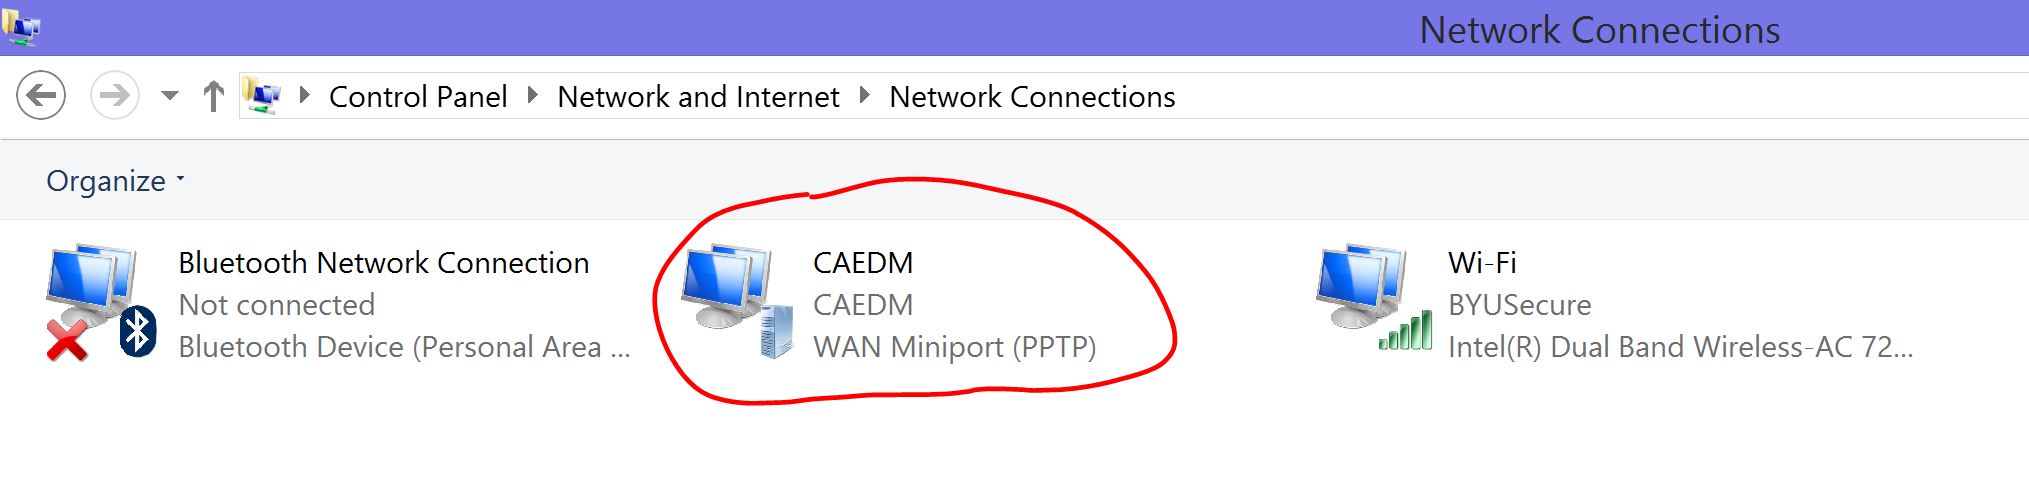 Network Connections
Control Panel Network and Internet Network Connections
Organize
Bluetooth Network Connection
Not connected
Bluetooth Device (Personal Area ...
CAEDM
CAEDM
WAN Miniport (PPTP)
Wi-Fi
BYUSecure
Intel(R) Dual Band Wireless-AC 72...